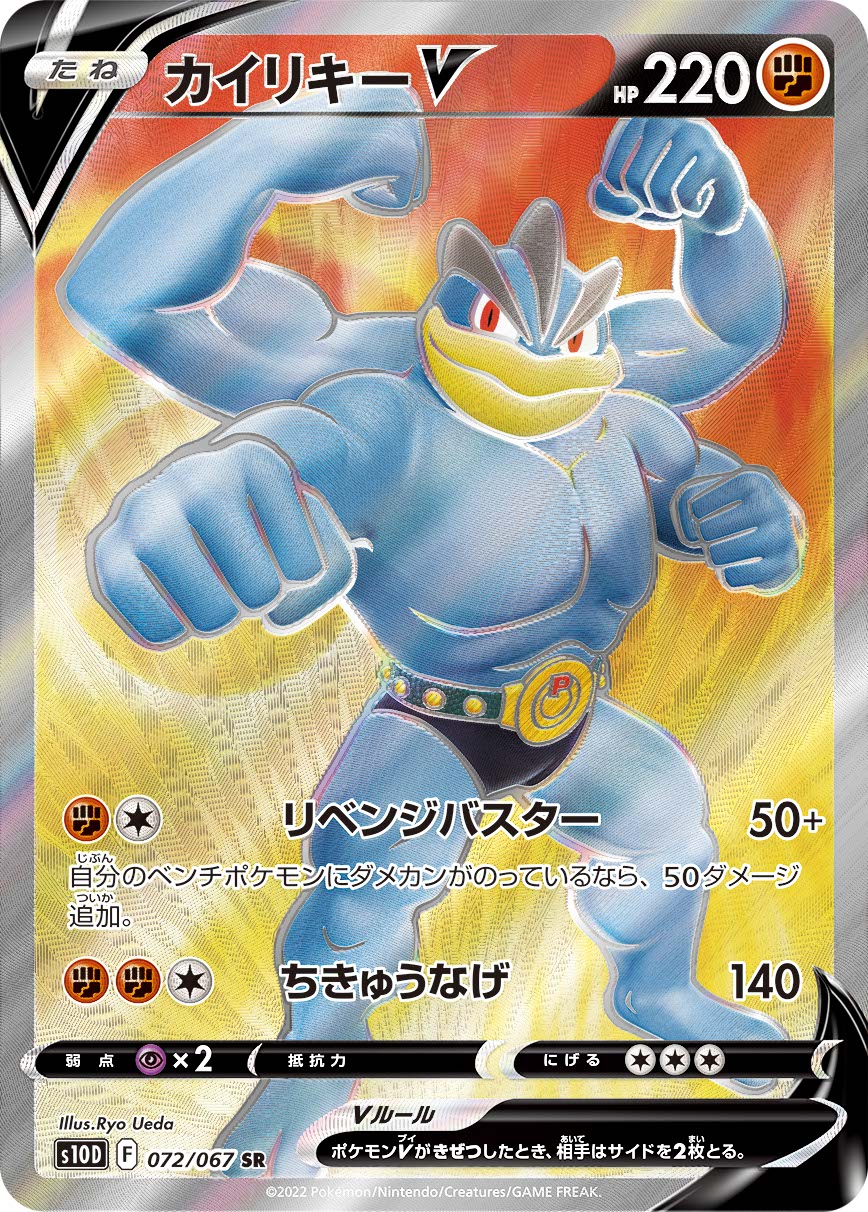 たね カイリキーV HP 220
P
リベンジバスター 50+
じぶん
自分のベンチポケモンにダメカンがのっているなら、50ダメージ
ついか
追加。
ちきゅうなげ 140
弱点 ×2 抵抗力 にげる
Illus.Ryo Ueda
Vルール
ブイ あいて まい
ポケモンVがきぜつしたとき、相手はサイドを2枚とる。
s10D F 072/067 SR
©2022 Pokémon/Nintendo/Creatures/GAME FREAK.